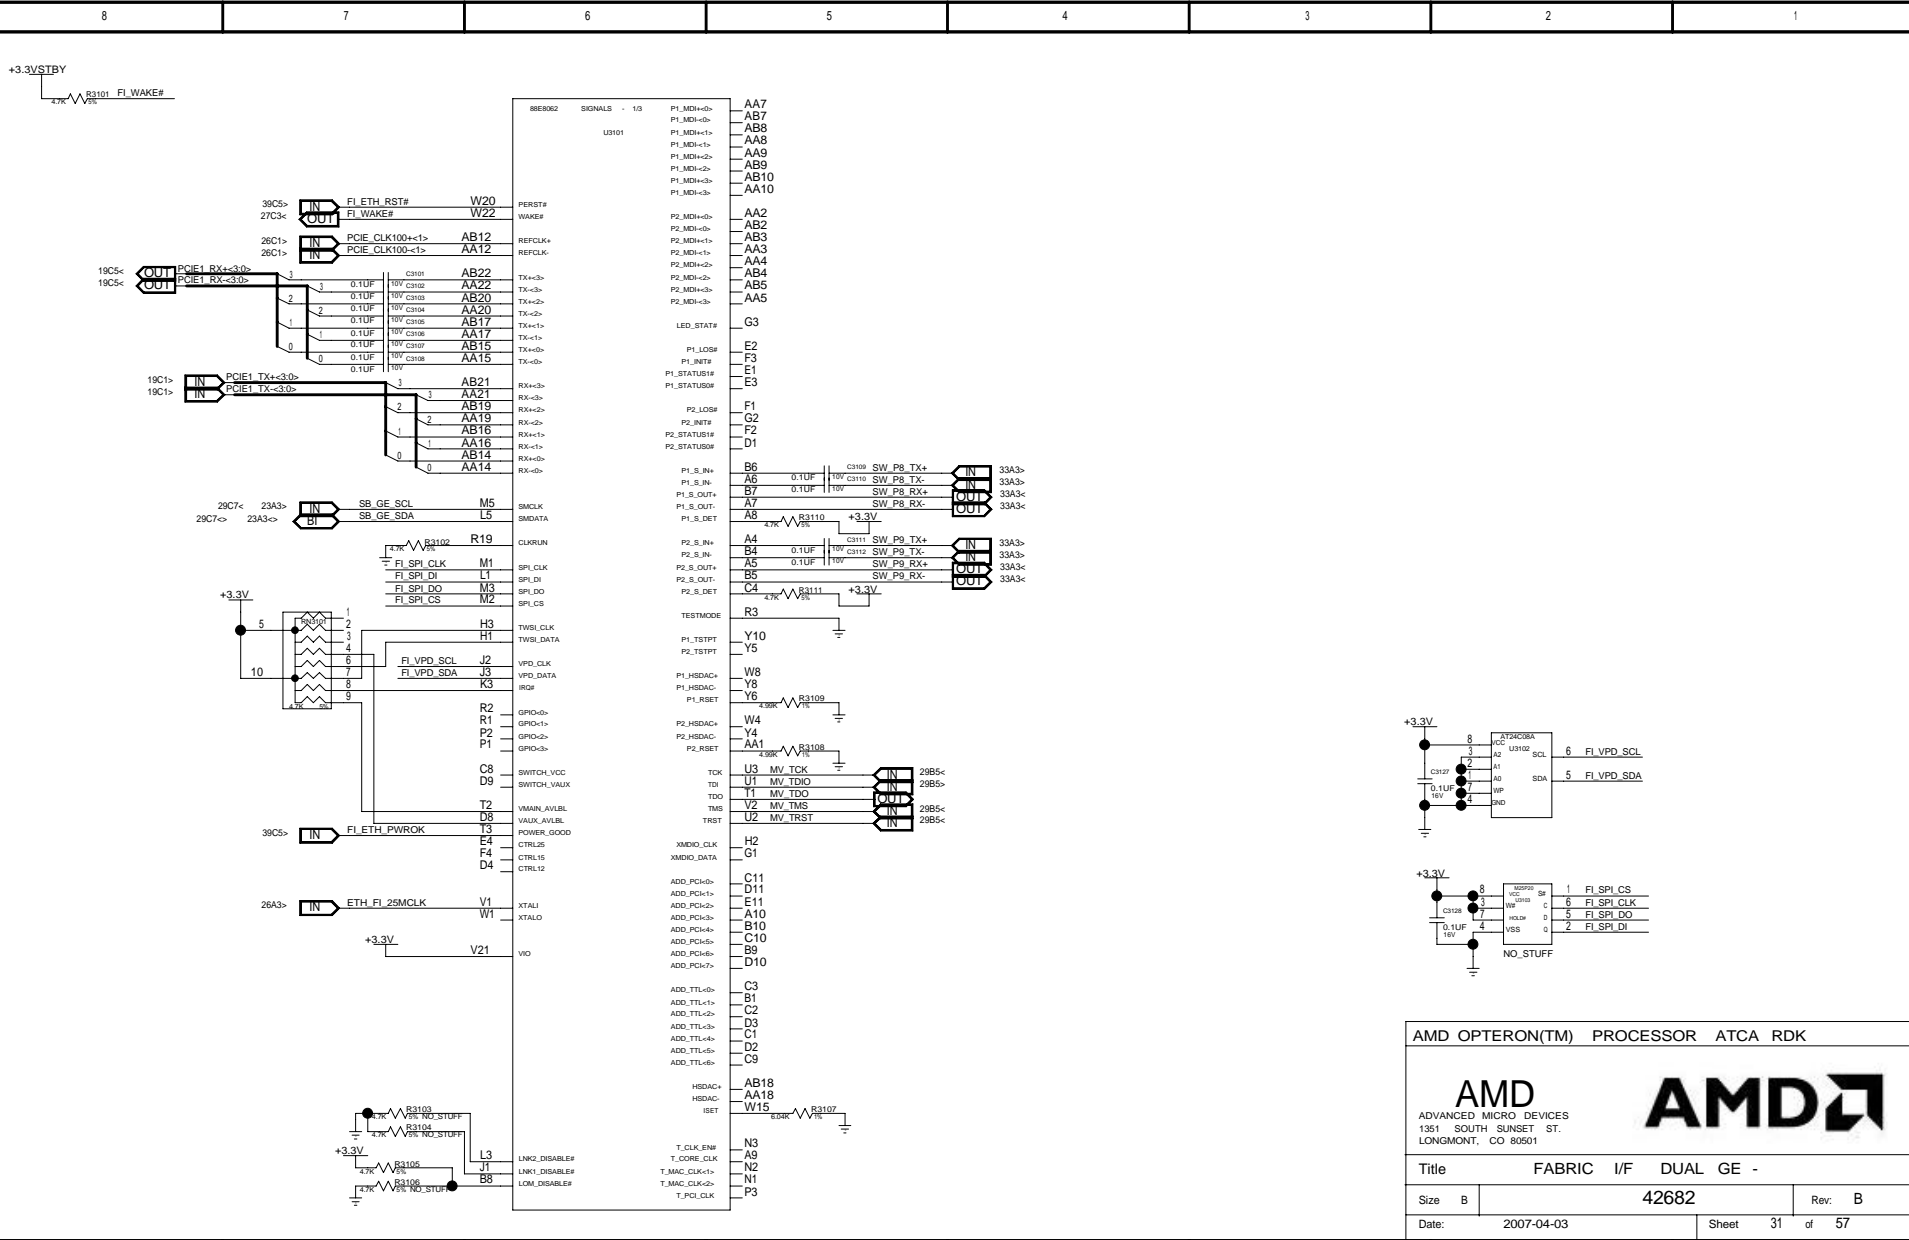 8 7 6 5 4 3 2 1
+3.3VSTBY
4.7K R3101 5% FI_WAKE#
88E8062 SIGNALS - 1/3
U3101
39C5> IN FI_ETH_RST# W20 PERST#
27C3< OUT FI_WAKE# W22 WAKE#
26C1> IN PCIE_CLK100+<1> AB12 REFCLK+
26C1> IN PCIE_CLK100-<1> AA12 REFCLK-
19C5< OUT PCIE1_RX+<3:0>
19C5< OUT PCIE1_RX-<3:0>
3 0.1UF 10V C3101 AB22 TX+<3>
3 0.1UF 10V C3102 AA22 TX-<3>
2 0.1UF 10V C3103 AB20 TX+<2>
2 0.1UF 10V C3104 AA20 TX-<2>
1 0.1UF 10V C3105 AB17 TX+<1>
1 0.1UF 10V C3106 AA17 TX-<1>
0 0.1UF 10V C3107 AB15 TX+<0>
0 0.1UF 10V C3108 AA15 TX-<0>
19C1> IN PCIE1_TX+<3:0>
19C1> IN PCIE1_TX-<3:0>
3 AB21 RX+<3>
3 AA21 RX-<3>
2 AB19 RX+<2>
2 AA19 RX-<2>
1 AB16 RX+<1>
1 AA16 RX-<1>
0 AB14 RX+<0>
0 AA14 RX-<0>
29C7< 23A3> IN SB_GE_SCL M5 SMCLK
29C7<> 23A3<> BI SB_GE_SDA L5 SMDATA
4.7K R3102 5% R19 CLKRUN
FI_SPI_CLK M1 SPI_CLK
FI_SPI_DI L1 SPI_DI
FI_SPI_DO M3 SPI_DO
FI_SPI_CS M2 SPI_CS
+3.3V
RN3101
5 10
1
2
3
4
6
7
8
9
4.7K 5%
H3 TWSI_CLK
H1 TWSI_DATA
FI_VPD_SCL J2 VPD_CLK
FI_VPD_SDA J3 VPD_DATA
K3 IRQ#
R2 GPIO<0>
R1 GPIO<1>
P2 GPIO<2>
P1 GPIO<3>
C8 SWITCH_VCC
D9 SWITCH_VAUX
T2 VMAIN_AVLBL
D8 VAUX_AVLBL
39C5> IN FI_ETH_PWROK T3 POWER_GOOD
E4 CTRL25
F4 CTRL15
D4 CTRL12
26A3> IN ETH_FI_25MCLK V1 XTALI
W1 XTALO
+3.3V V21 VIO
4.7K R3103 5% NO_STUFF
4.7K R3104 5% NO_STUFF
+3.3V
4.7K R3105 5%
4.7K R3106 5% NO_STUFF
L3 LNK2_DISABLE#
J1 LNK1_DISABLE#
B8 LOM_DISABLE#
P1_MDI+<0> AA7
P1_MDI-<0> AB7
P1_MDI+<1> AB8
P1_MDI-<1> AA8
P1_MDI+<2> AA9
P1_MDI-<2> AB9
P1_MDI+<3> AB10
P1_MDI-<3> AA10
P2_MDI+<0> AA2
P2_MDI-<0> AB2
P2_MDI+<1> AB3
P2_MDI-<1> AA3
P2_MDI+<2> AA4
P2_MDI-<2> AB4
P2_MDI+<3> AB5
P2_MDI-<3> AA5
LED_STAT# G3
P1_LOS# E2
P1_INIT# F3
P1_STATUS1# E1
P1_STATUS0# E3
P2_LOS# F1
P2_INIT# G2
P2_STATUS1# F2
P2_STATUS0# D1
P1_S_IN+ B6 0.1UF 10V C3109 SW_P8_TX+ IN 33A3>
P1_S_IN- A6 0.1UF 10V C3110 SW_P8_TX- IN 33A3>
P1_S_OUT+ B7 SW_P8_RX+ OUT 33A3<
P1_S_OUT- A7 SW_P8_RX- OUT 33A3<
P1_S_DET A8 4.7K R3110 5% +3.3V
P2_S_IN+ A4 0.1UF 10V C3111 SW_P9_TX+ IN 33A3>
P2_S_IN- B4 0.1UF 10V C3112 SW_P9_TX- IN 33A3>
P2_S_OUT+ A5 SW_P9_RX+ OUT 33A3<
P2_S_OUT- B5 SW_P9_RX- OUT 33A3<
P2_S_DET C4 4.7K R3111 5% +3.3V
TESTMODE R3
P1_TSTPT Y10
P2_TSTPT Y5
P1_HSDAC+ W8
P1_HSDAC- Y8
P1_RSET Y6 4.99K R3109 1%
P2_HSDAC+ W4
P2_HSDAC- Y4
P2_RSET AA1 4.99K R3108 1%
TCK U3 MV_TCK IN 29B5<
TDI U1 MV_TDIO IN 29B5>
TDO T1 MV_TDO OUT
TMS V2 MV_TMS IN 29B5<
TRST U2 MV_TRST IN 29B5<
XMDIO_CLK H2
XMDIO_DATA G1
ADD_PCI<0> C11
ADD_PCI<1> D11
ADD_PCI<2> E11
ADD_PCI<3> A10
ADD_PCI<4> B10
ADD_PCI<5> C10
ADD_PCI<6> B9
ADD_PCI<7> D10
ADD_TTL<0> C3
ADD_TTL<1> B1
ADD_TTL<2> C2
ADD_TTL<3> D3
ADD_TTL<4> C1
ADD_TTL<5> D2
ADD_TTL<6> C9
HSDAC+ AB18
HSDAC- AA18
ISET W15 6.04K R3107 1%
T_CLK_EN# N3
T_CORE_CLK A9
T_MAC_CLK<1> N2
T_MAC_CLK<2> N1
T_PCI_CLK P3
+3.3V
C3127 0.1UF 16V
AT24C08A
U3102
8 VCC
3 A2 SCL 6 FI_VPD_SCL
2 A1
1 A0 SDA 5 FI_VPD_SDA
7 WP
4 GND
+3.3V
C3128 0.1UF 16V
M25P20
U3103
8 VCC S# 1 FI_SPI_CS
3 W# C 6 FI_SPI_CLK
7 HOLD# D 5 FI_SPI_DO
4 VSS Q 2 FI_SPI_DI
NO_STUFF
AMD OPTERON(TM) PROCESSOR ATCA RDK
AMD AMD
ADVANCED MICRO DEVICES
1351 SOUTH SUNSET ST.
LONGMONT, CO 80501
Title FABRIC I/F DUAL GE -
Size B 42682 Rev: B
Date: 2007-04-03 Sheet 31 of 57